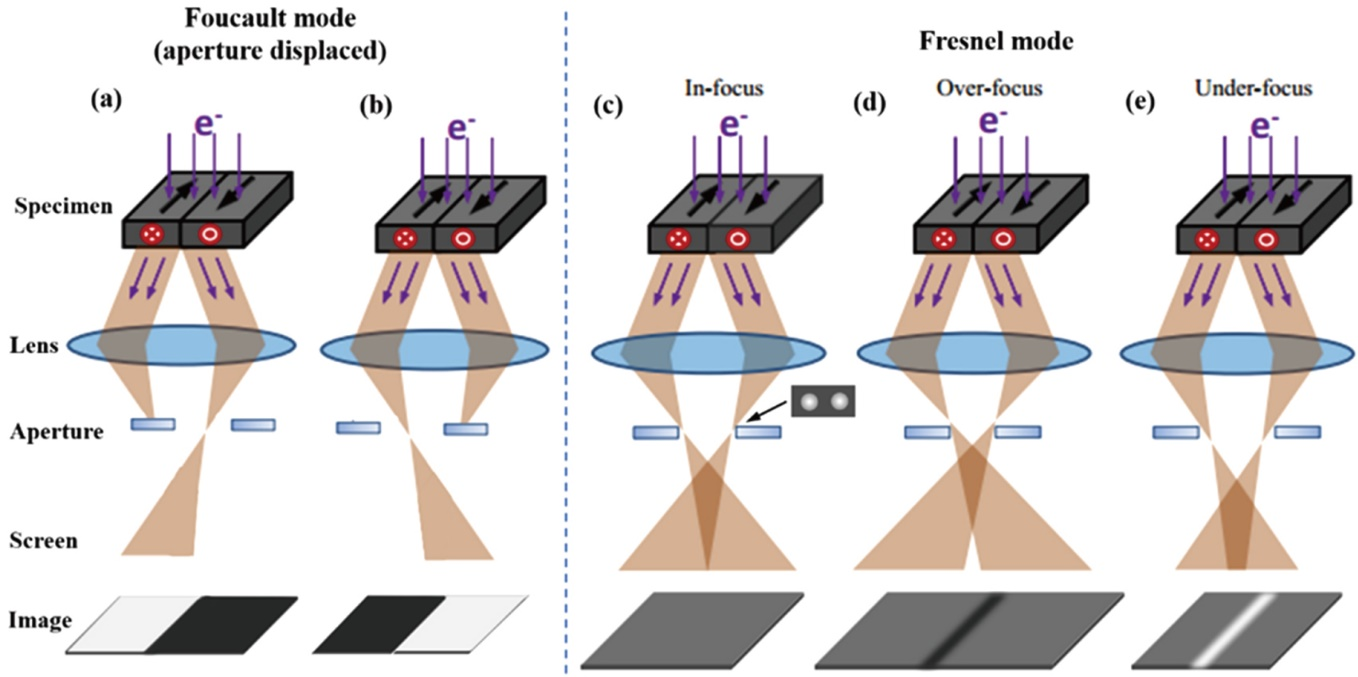 Foucault mode
(aperture displaced)
Fresnel mode
(a)
(b)
(c)
In-focus
(d)
Over-focus
(e)
Under-focus
e-
e-
e-
e-
e-
Specimen
Lens
Aperture
Screen
Image